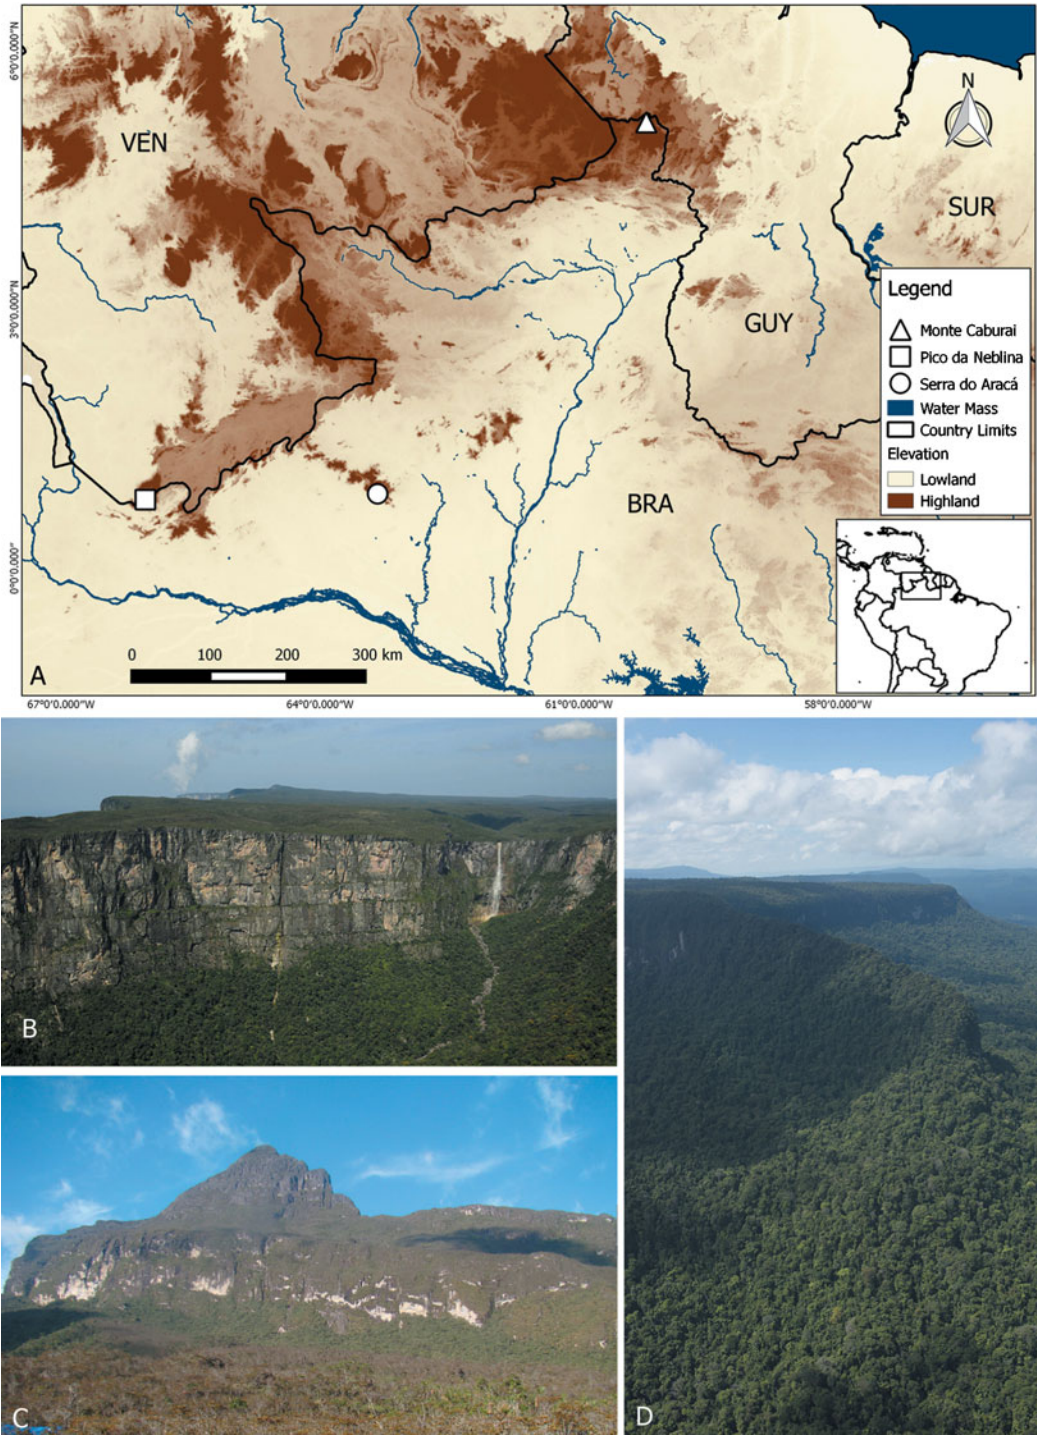 6°0'0.000"N
3°0'0.000"N
0°0'0.000"
VEN
N
SUR
GUY
BRA
Legend
Monte Caburai
Pico da Neblina
Serra do Aracá
Water Mass
Country Limits
Elevation
Lowland
Highland
0 100 200 300 km
A
67°0'0.000"W 64°0'0.000"W 61°0'0.000"W 58°0'0.000"W
B
C
D